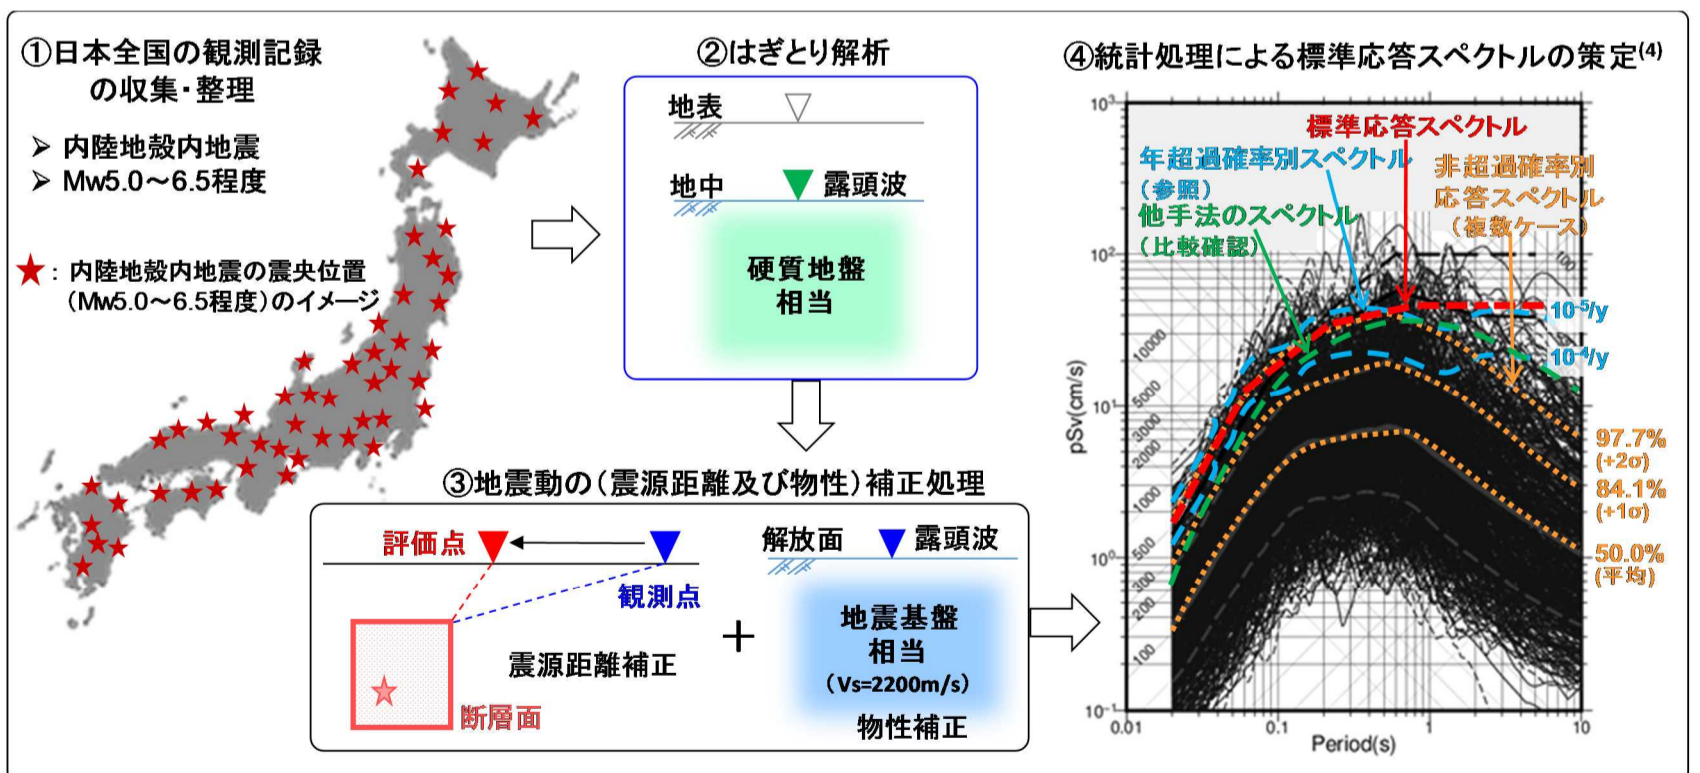 ①日本全国の観測記録
の収集・整理
➢ 内陸地殻内地震
➢ Mw5.0～6.5程度
★： 内陸地殻内地震の震央位置
（Mw5.0～6.5程度）のイメージ
②はぎとり解析
地表
地中
露頭波
硬質地盤
相当
③地震動の（震源距離及び物性）補正処理
評価点
観測点
震源距離補正
断層面
＋
解放面
露頭波
地震基盤
相当
（Vs=2200m/s）
物性補正
④統計処理による標準応答スペクトルの策定(4)
標準応答スペクトル
年超過確率別スペクトル
（参照）
他手法のスペクトル
（比較確認）
非超過確率別
応答スペクトル
（複数ケース）
10-5/y
10-4/y
97.7%
(+2σ)
84.1%
(+1σ)
50.0%
(平均)
pSv(cm/s)
103
102
101
100
10-1
10000
5000
3000
2000
1000
500
300
200
100
100
0.01
0.1
1
10
Period(s)